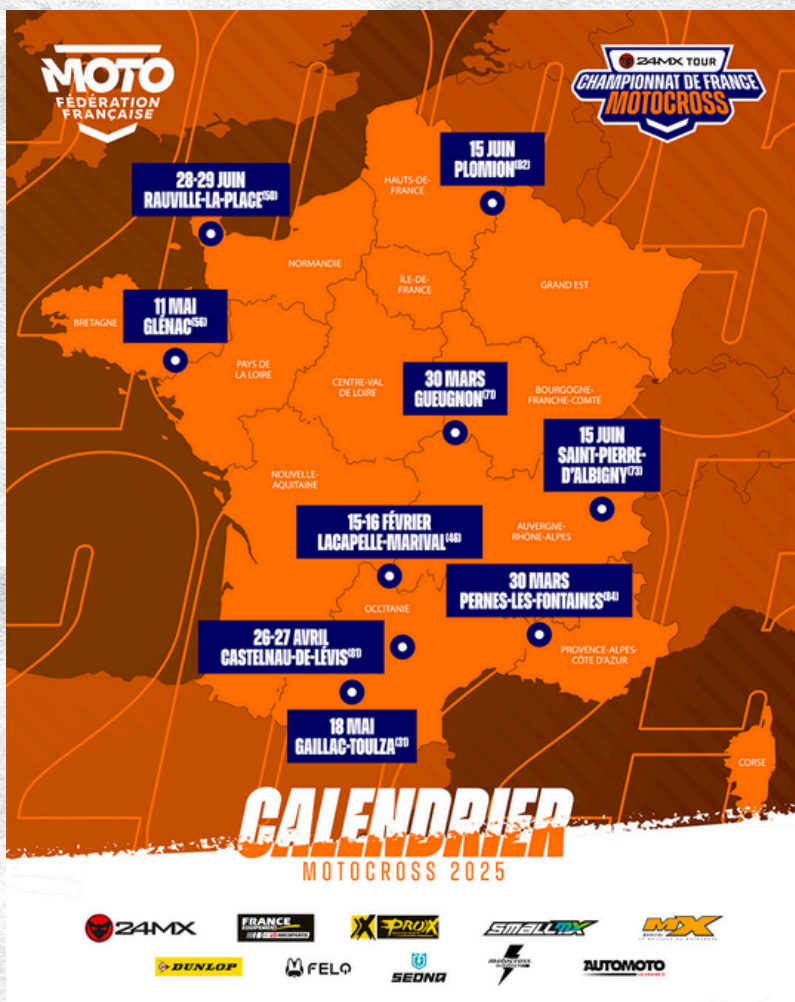 MOTO
FÉDÉRATION
FRANÇAISE
24MX TOUR
CHAMPIONNAT DE FRANCE
MOTOCROSS
15 JUIN
PLOMION(02)
HAUTS-DE-
FRANCE
28-29 JUIN
RAUVILLE-LA-PLACE(50)
NORMANDIE
ÎLE-DE-
FRANCE
GRAND EST
11 MAI
GLÉNAC(56)
BRETAGNE
PAYS DE
LA LOIRE
CENTRE-VAL
DE LOIRE
30 MARS
GUEUGNON(71)
BOURGOGNE-
FRANCHE-COMTÉ
15 JUIN
SAINT-PIERRE-
D'ALBIGNY(73)
NOUVELLE-
AQUITAINE
15-16 FÉVRIER
LACAPELLE-MARIVAL(46)
AUVERGNE-
RHÔNE-ALPES
30 MARS
PERNES-LES-FONTAINES(84)
OCCITANIE
26-27 AVRIL
CASTELNAU-DE-LÉVIS(81)
PROVENCE-ALPES-
CÔTE D'AZUR
18 MAI
GAILLAC-TOULZA(31)
CORSE
2025
CALENDRIER
MOTOCROSS 2025
24MX
FRANCE
EQUIPEMENT
PROX
SMALLMX
MX
DUNLOP
FELO
SEDNA
motocross
AUTOMOTO